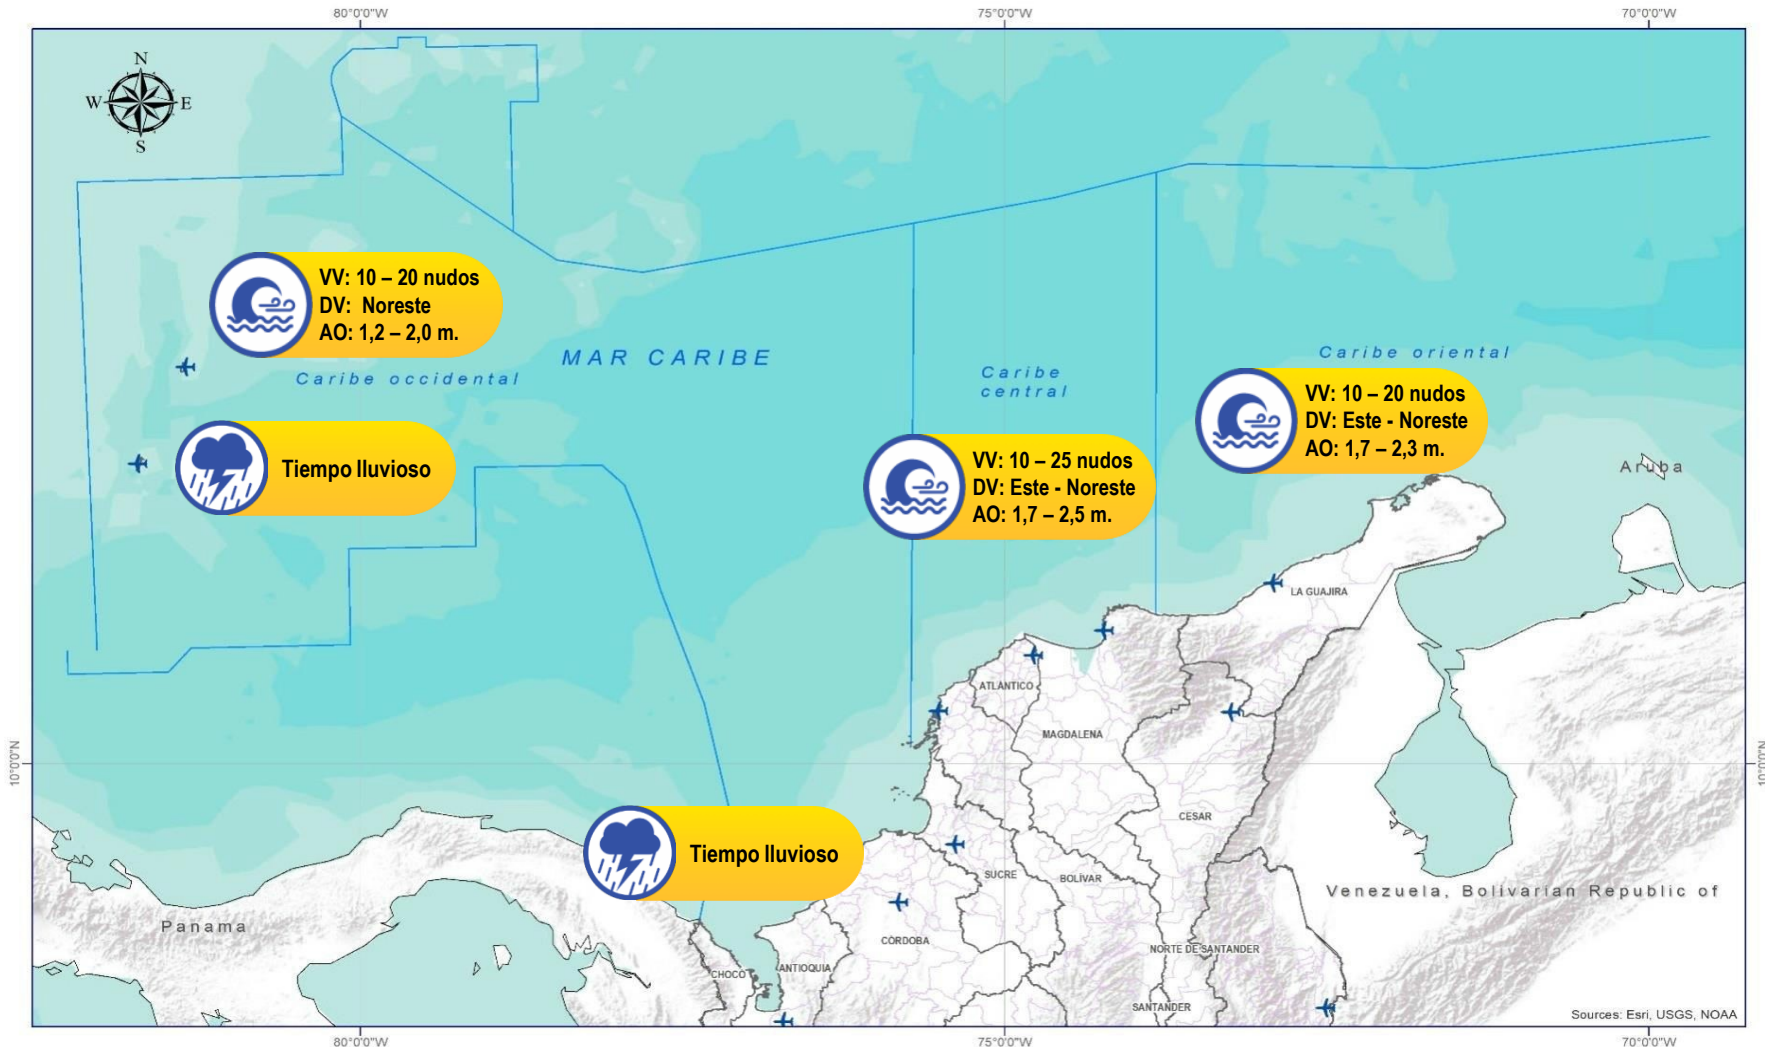 80°0'0"W
75°0'0"W
70°0'0"W
N
W
E
S
VV: 10 – 20 nudos
DV: Noreste
AO: 1,2 – 2,0 m.
MAR CARIBE
Caribe occidental
Caribe
central
Caribe oriental
VV: 10 – 20 nudos
DV: Este - Noreste
AO: 1,7 – 2,3 m.
Tiempo lluvioso
VV: 10 – 25 nudos
DV: Este - Noreste
AO: 1,7 – 2,5 m.
Aruba
LA GUAJIRA
ATLÁNTICO
MAGDALENA
10°0'0"N
10°0'0"N
CESAR
Tiempo lluvioso
SUCRE
BOLÍVAR
Venezuela, Bolivarian Republic of
Panama
CÓRDOBA
NORTE DE SANTANDER
CHOCÓ
ANTIOQUIA
SANTANDER
Sources: Esri, USGS, NOAA
80°0'0"W
75°0'0"W
70°0'0"W